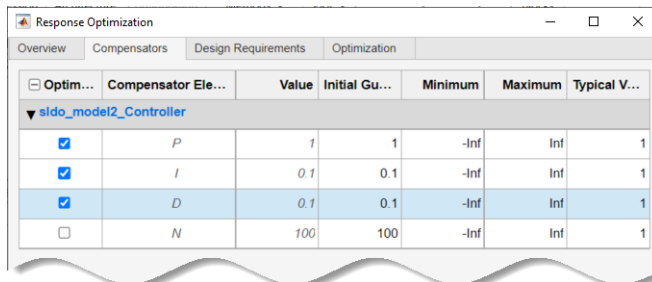 Response Optimization
Overview Compensators Design Requirements Optimization
Optim... Compensator Ele... Value Initial Gu... Minimum Maximum Typical V...
sldo_model2_Controller
P 1 1 -Inf Inf 1
I 0.1 0.1 -Inf Inf 1
D 0.1 0.1 -Inf Inf 1
N 100 100 -Inf Inf 1